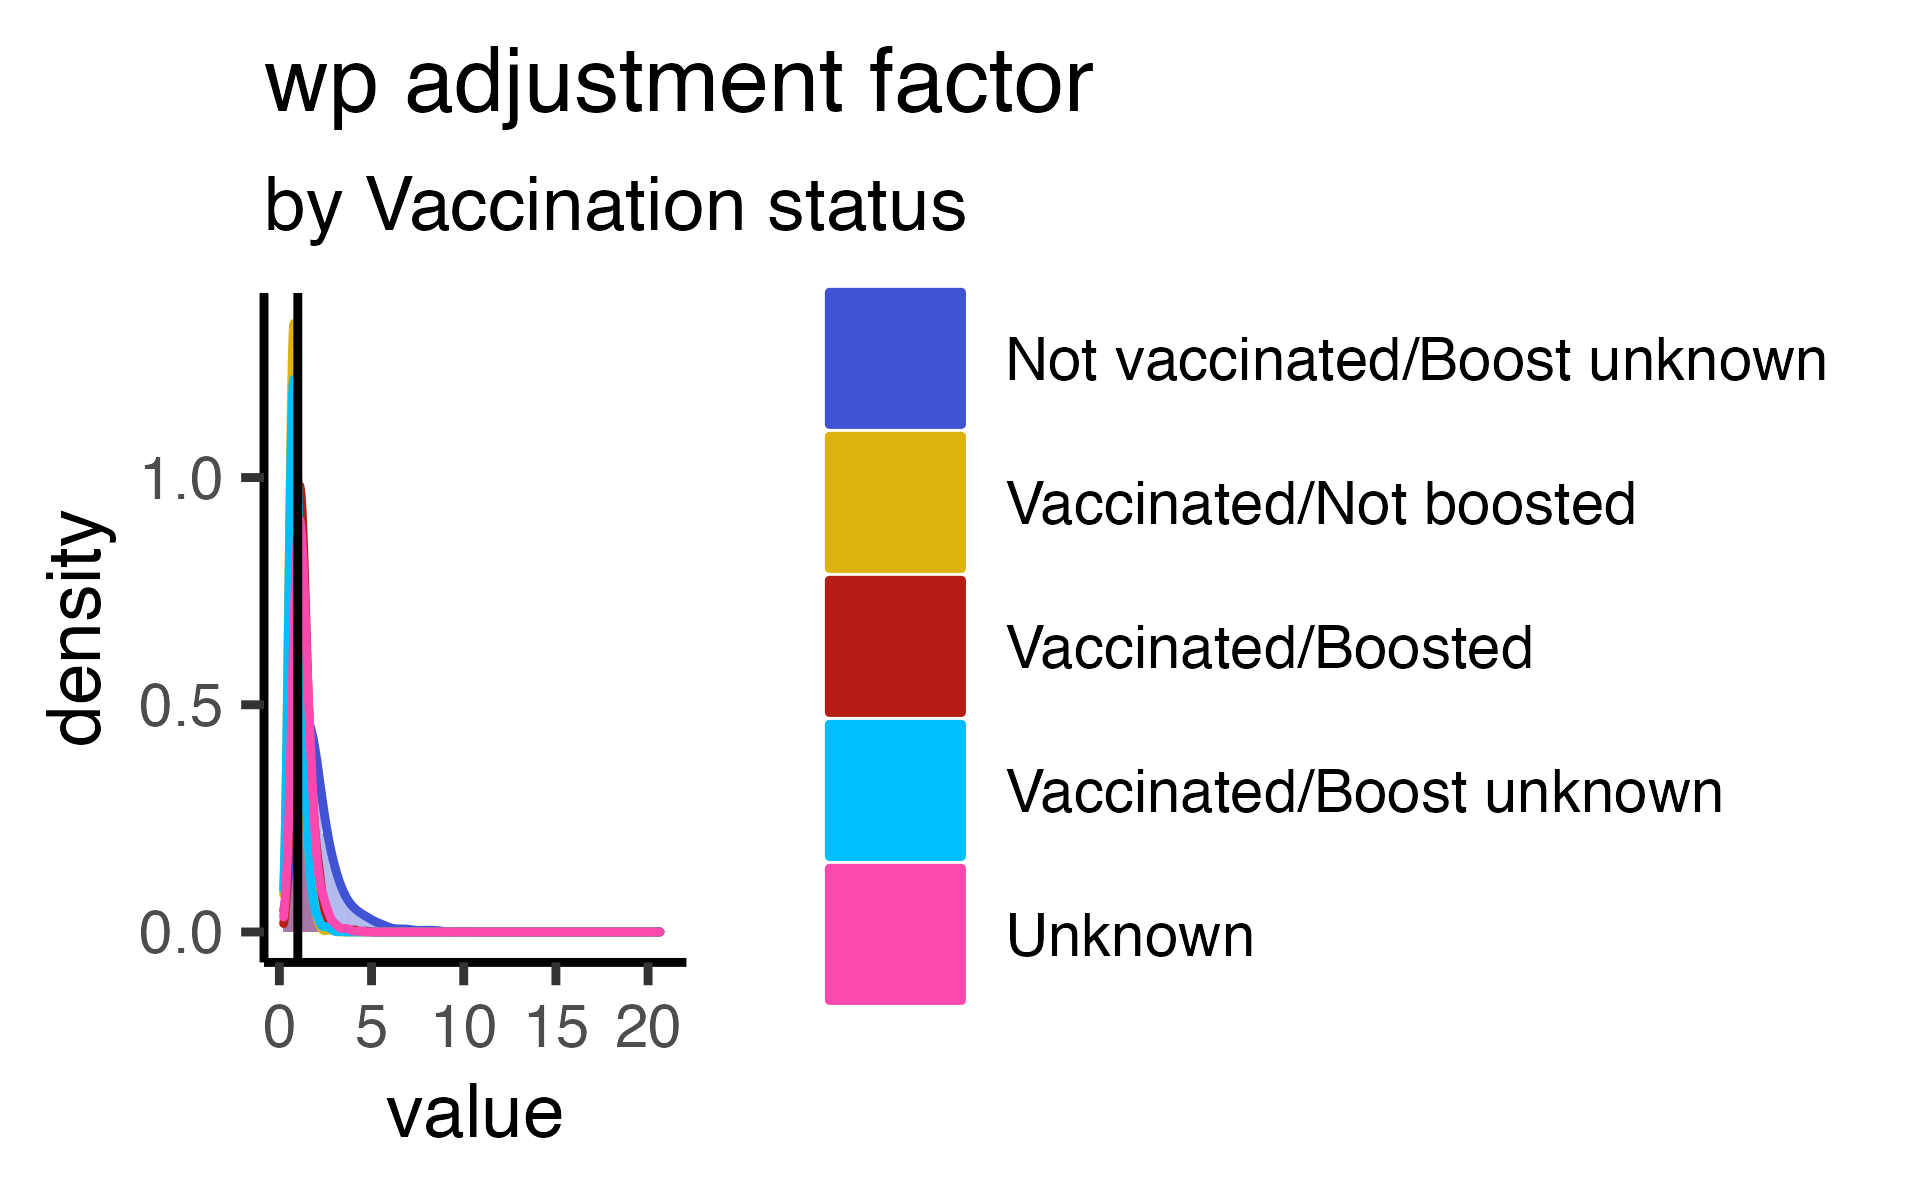 wp adjustment factor
by Vaccination status
density
1.0
0.5
0.0
0 5 10 15 20
value
Not vaccinated/Boost unknown
Vaccinated/Not boosted
Vaccinated/Boosted
Vaccinated/Boost unknown
Unknown